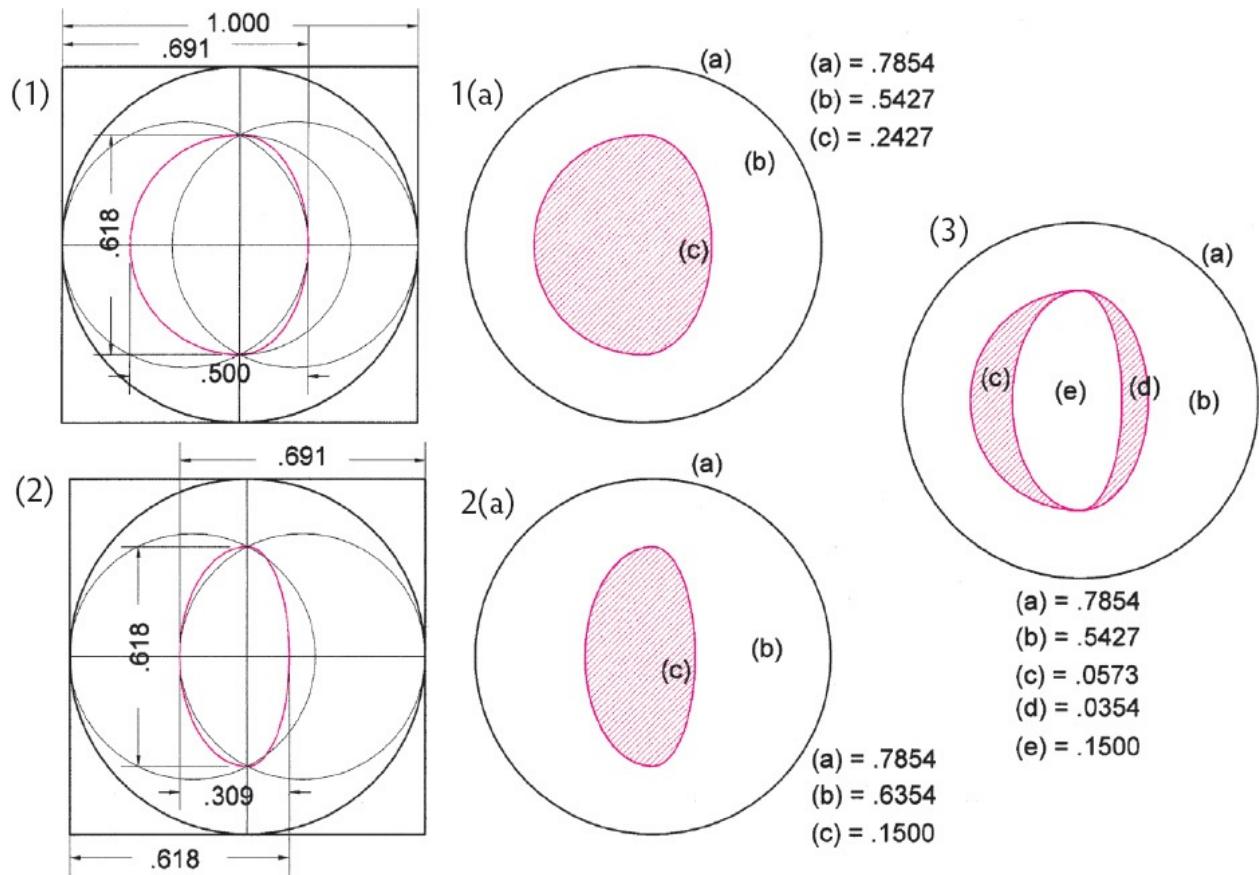 1.000
.691
(1)
.618
.500
1(a)
(a)
(b)
(c)
(a) = .7854
(b) = .5427
(c) = .2427
.691
(2)
.618
.309
.618
2(a)
(a)
(b)
(c)
(a) = .7854
(b) = .6354
(c) = .1500
(3)
(a)
(c)
(e)
(d)
(b)
(a) = .7854
(b) = .5427
(c) = .0573
(d) = .0354
(e) = .1500